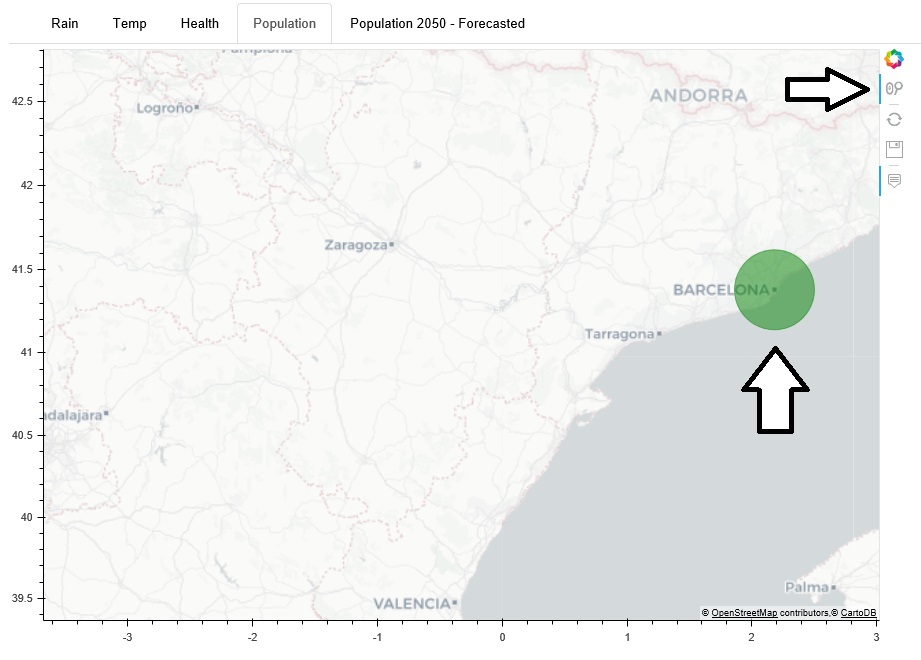 Rain Temp Health Population Population 2050 - Forecasted
Pamplona
42.5
ANDORRA
Logroño
42
Zaragoza
41.5
BARCELONA
Tarragona
41
40.5
dalajara
40
39.5
Palma
VALENCIA
© OpenStreetMap contributors,© CartoDB
-3 -2 -1 0 1 2 3